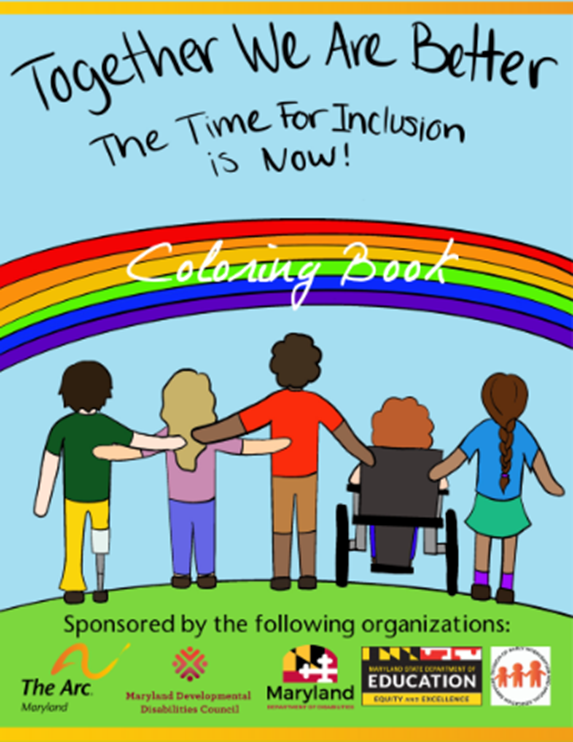 Together We Are Better
The Time For Inclusion
is Now!
Coloring Book
Sponsored by the following organizations:
The Arc.
Maryland
Maryland Developmental
Disabilities Council
Maryland
DEPARTMENT OF DISABILITIES
MARYLAND STATE DEPARTMENT OF
EDUCATION
EQUITY AND EXCELLENCE